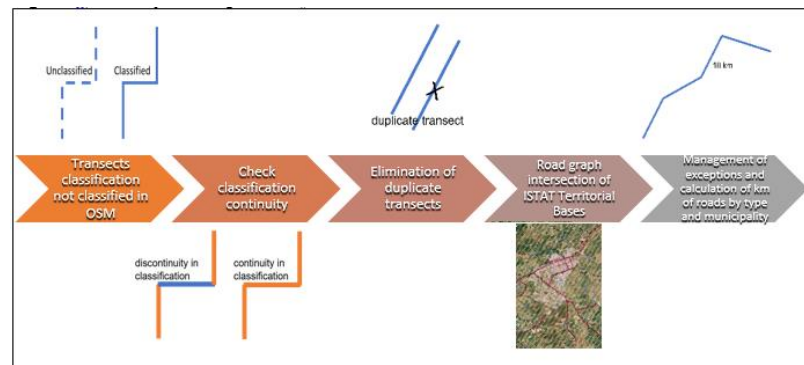 Unclassified
Classified
duplicate transect
Transects
classification
not classified in
OSM
Check
classification
continuity
Elimination of
duplicate
transects
Road graph
intersection of
ISTAT Territorial
Bases
Management of
exceptions and
calculation of km
of roads by type
and municipality
discontinuity in
classification
continuity in
classification